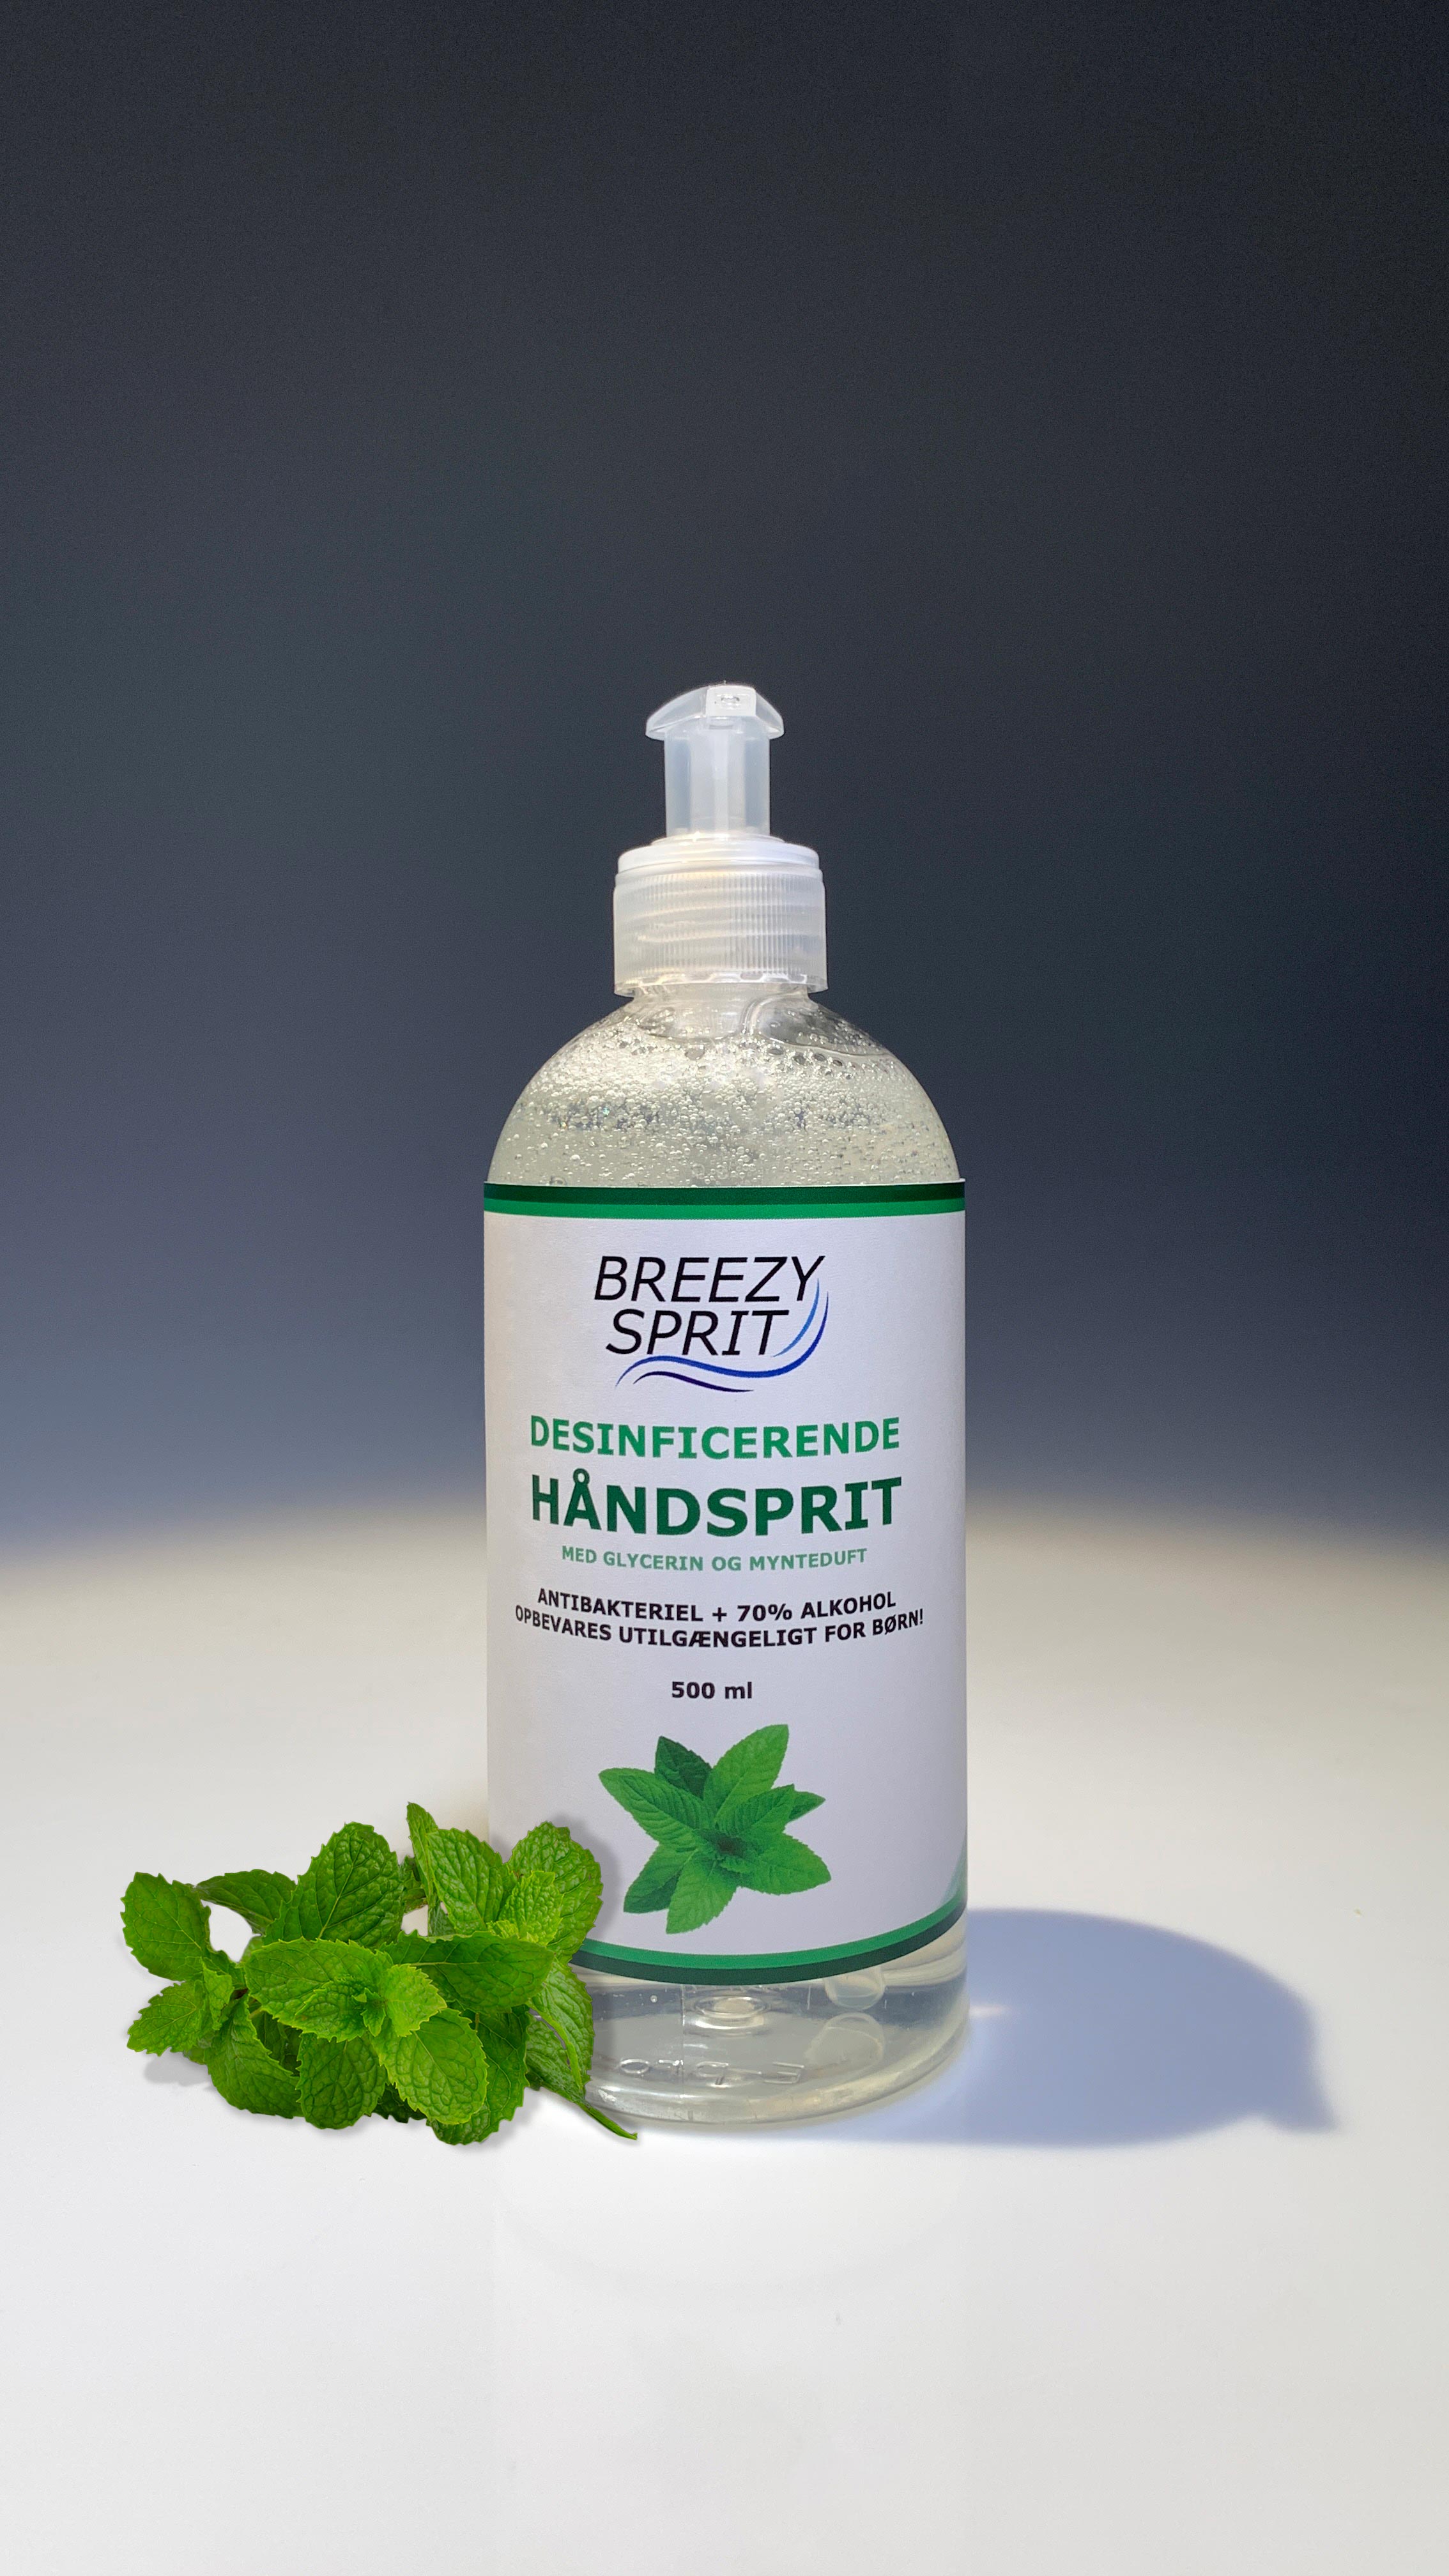 BREEZY
SPRIT
DESINFICERENDE
HÅNDSPRIT
MED GLYCERIN OG MYNTEDUFT
ANTIBAKTERIEL + 70% ALKOHOL
OPBEVARES UTILGÆNGELIGT FOR BØRN!
500 ml